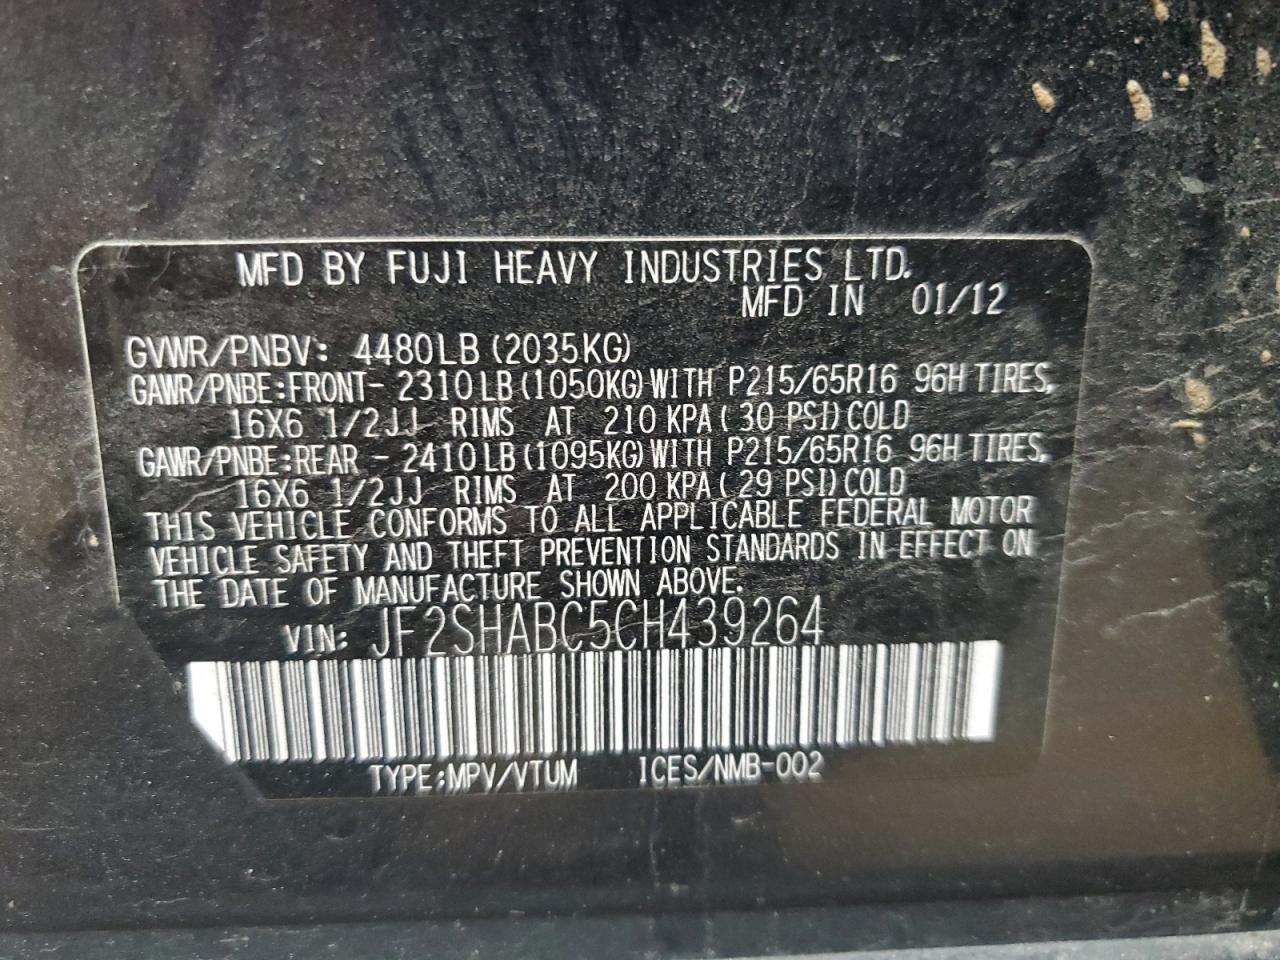 MFD BY FUJI HEAVY INDUSTRIES LTD.
MFD IN 01/12
GVWR/PNBV: 4480LB (2035KG)
GAWR/PNBE:FRONT- 2310LB (1050KG) WITH P215/65R16 96H TIRES,
16X6 1/2JJ RIMS AT 210 KPA( 30 PSI) COLD
GAWR/PNBE:REAR - 2410LB (1095KG) WITH P215/65R16 96H TIRES,
16X6 1/2JJ RIMS AT 200 KPA( 29 PSI) COLD
THIS VEHICLE CONFORMS TO ALL APPLICABLE FEDERAL MOTOR
VEHICLE SAFETY AND THEFT PREVENTION STANDARDS IN EFFECT ON
THE DATE OF MANUFACTURE SHOWN ABOVE.
VIN: JF2SHABC5CH439264
TYPE:MPV/VTUM ICES/NMB-002